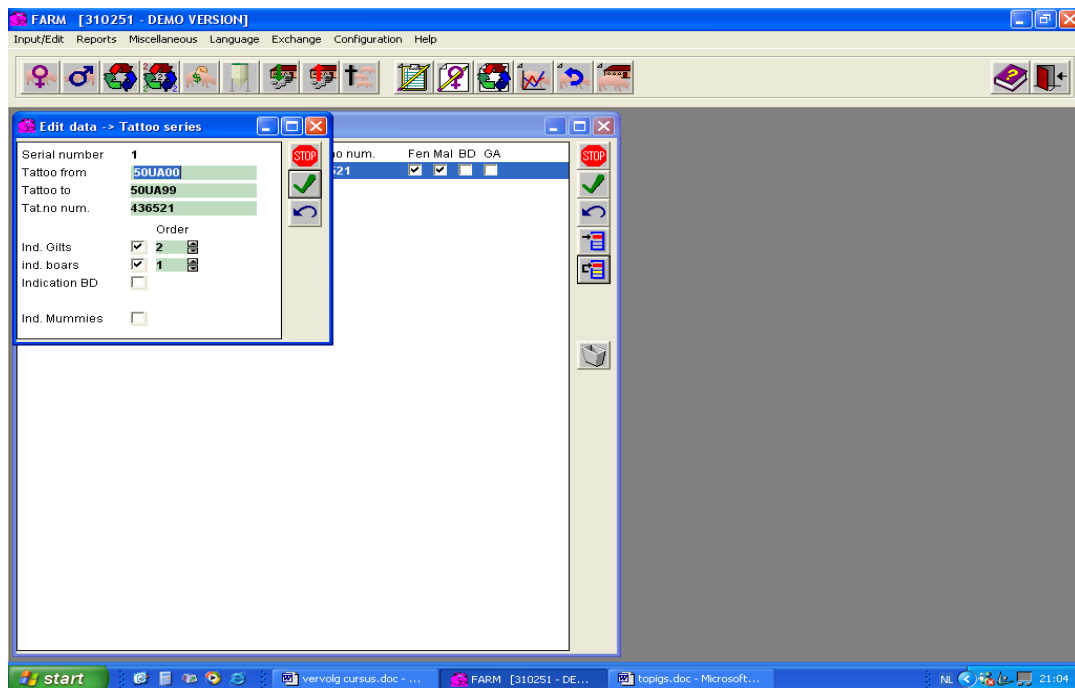 FARM [310251 - DEMO VERSION]
Input/Edit Reports Miscellaneous Language Exchange Configuration Help
Edit data -> Tattoo series
Serial number 1
Tattoo from 50UA00
Tattoo to 50UA99
Tat.no num. 436521
Order
Ind. Gilts 2
ind. boars 1
Indication BD
Ind. Mummies
STOP
o num. Fen Mal BD GA
521
STOP
start
vervolg cursus.doc - ...
FARM [310251 - DE...
topigs.doc - Microsoft...
NL 21:04